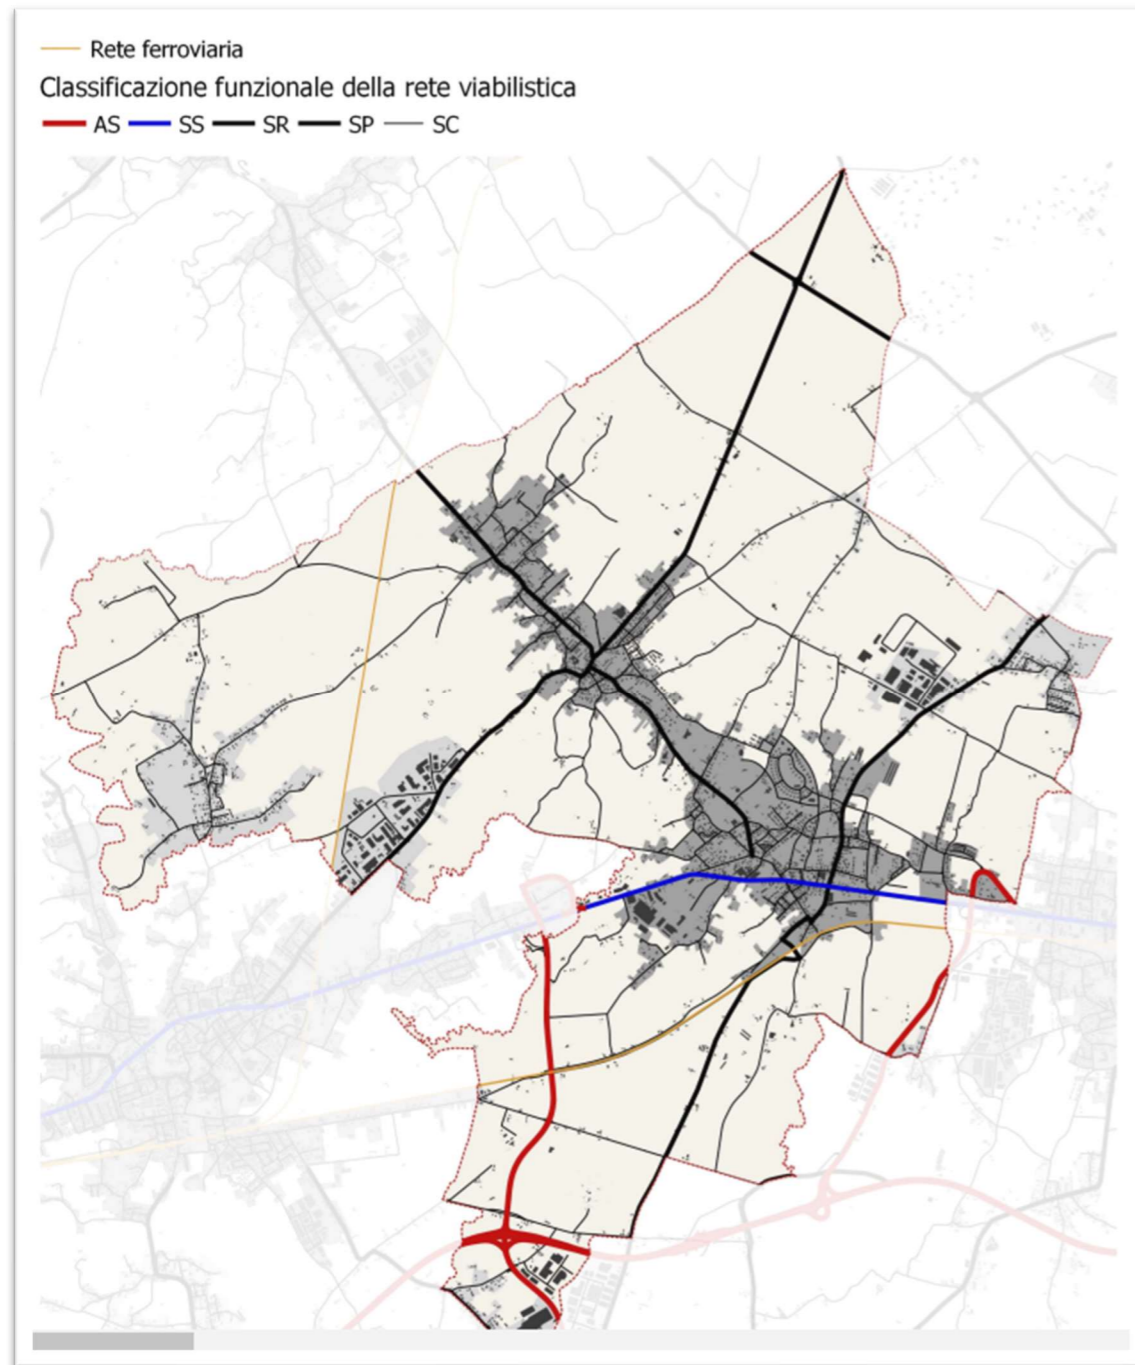 Rete ferroviaria
Classificazione funzionale della rete viabilistica
AS SS SR SP SC